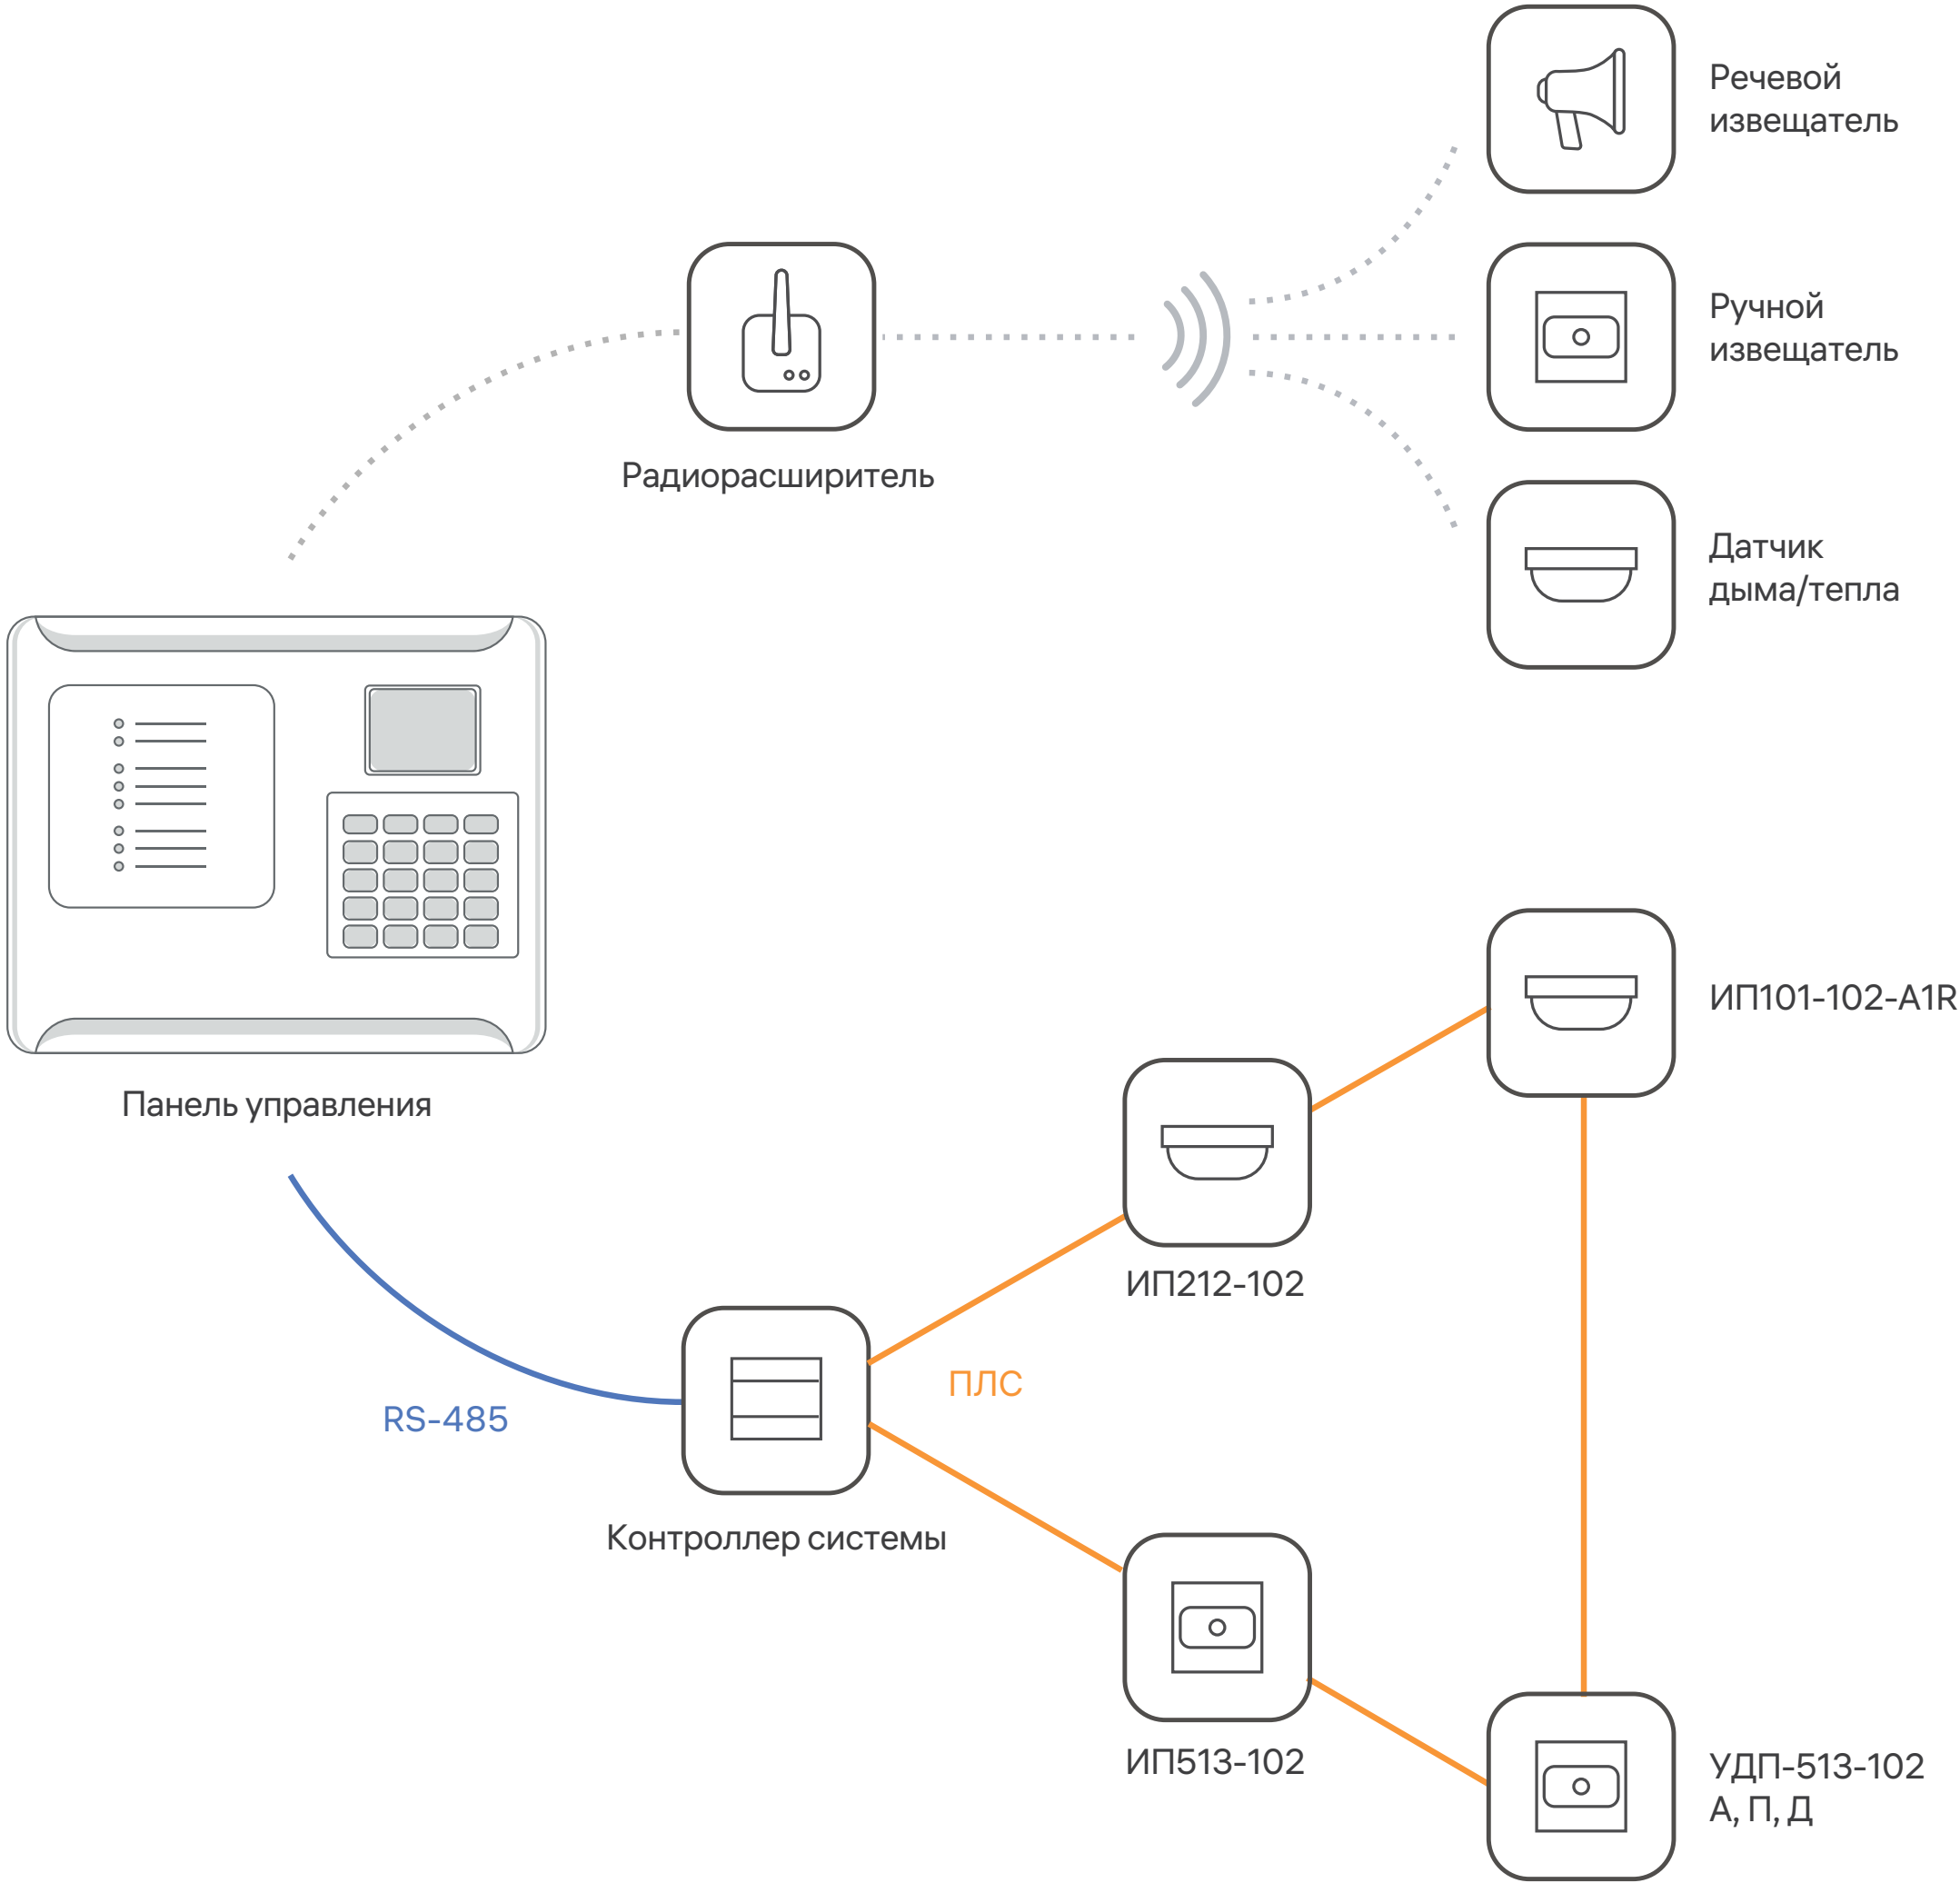 Речевой
извещатель
Ручной
извещатель
Радиорасширитель
Датчик
дыма/тепла
Панель управления
ИП101-102-A1R
ИП212-102
ПЛС
RS-485
Контроллер системы
ИП513-102
УДП-513-102
А, П, Д